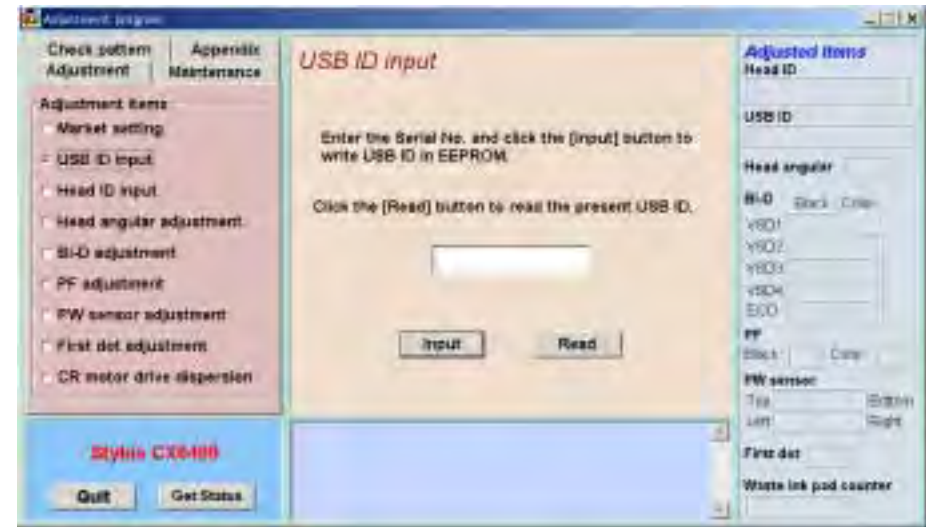 Adjustment program
Check pattern
Appendix
Adjustment
Maintenance
Adjustment items
Market setting
USB ID input
Head ID input
Head angular adjustment
Bi-D adjustment
PF adjustment
PW sensor adjustment
First dot adjustment
CR motor drive dispersion
Stylus CX6400
Quit
Get Status
USB ID input
Enter the Serial No. and click the [Input] button to
write USB ID in EEPROM.
Click the [Read] button to read the present USB ID.
Input
Read
Adjusted items
Head ID
USB ID
Head angular
Bi-D Black Color
VSD1
VSD2
VSD3
VSD4
ECO
PF
Black Color
PW sensor
Top Bottom
Left Right
First dot
Waste ink pad counter